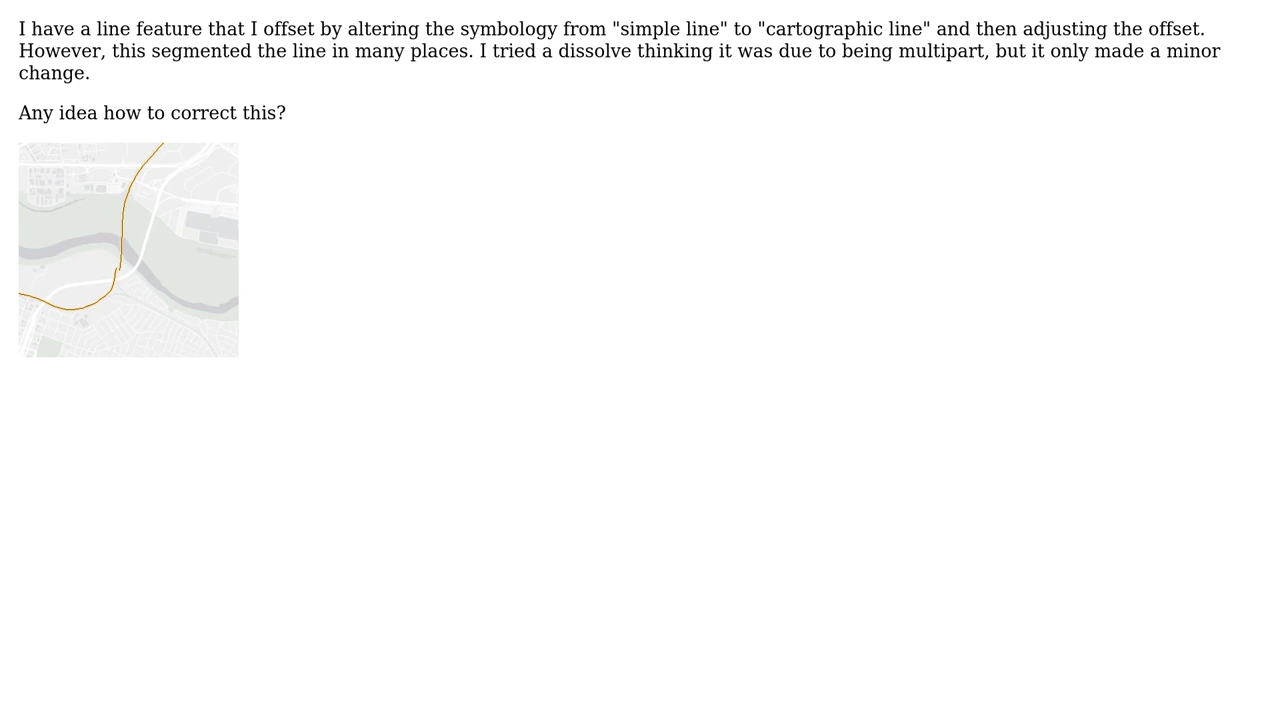 I have a line feature that I offset by altering the symbology from "simple line" to "cartographic line" and then adjusting the offset.
However, this segmented the line in many places. I tried a dissolve thinking it was due to being multipart, but it only made a minor
change.
Any idea how to correct this?